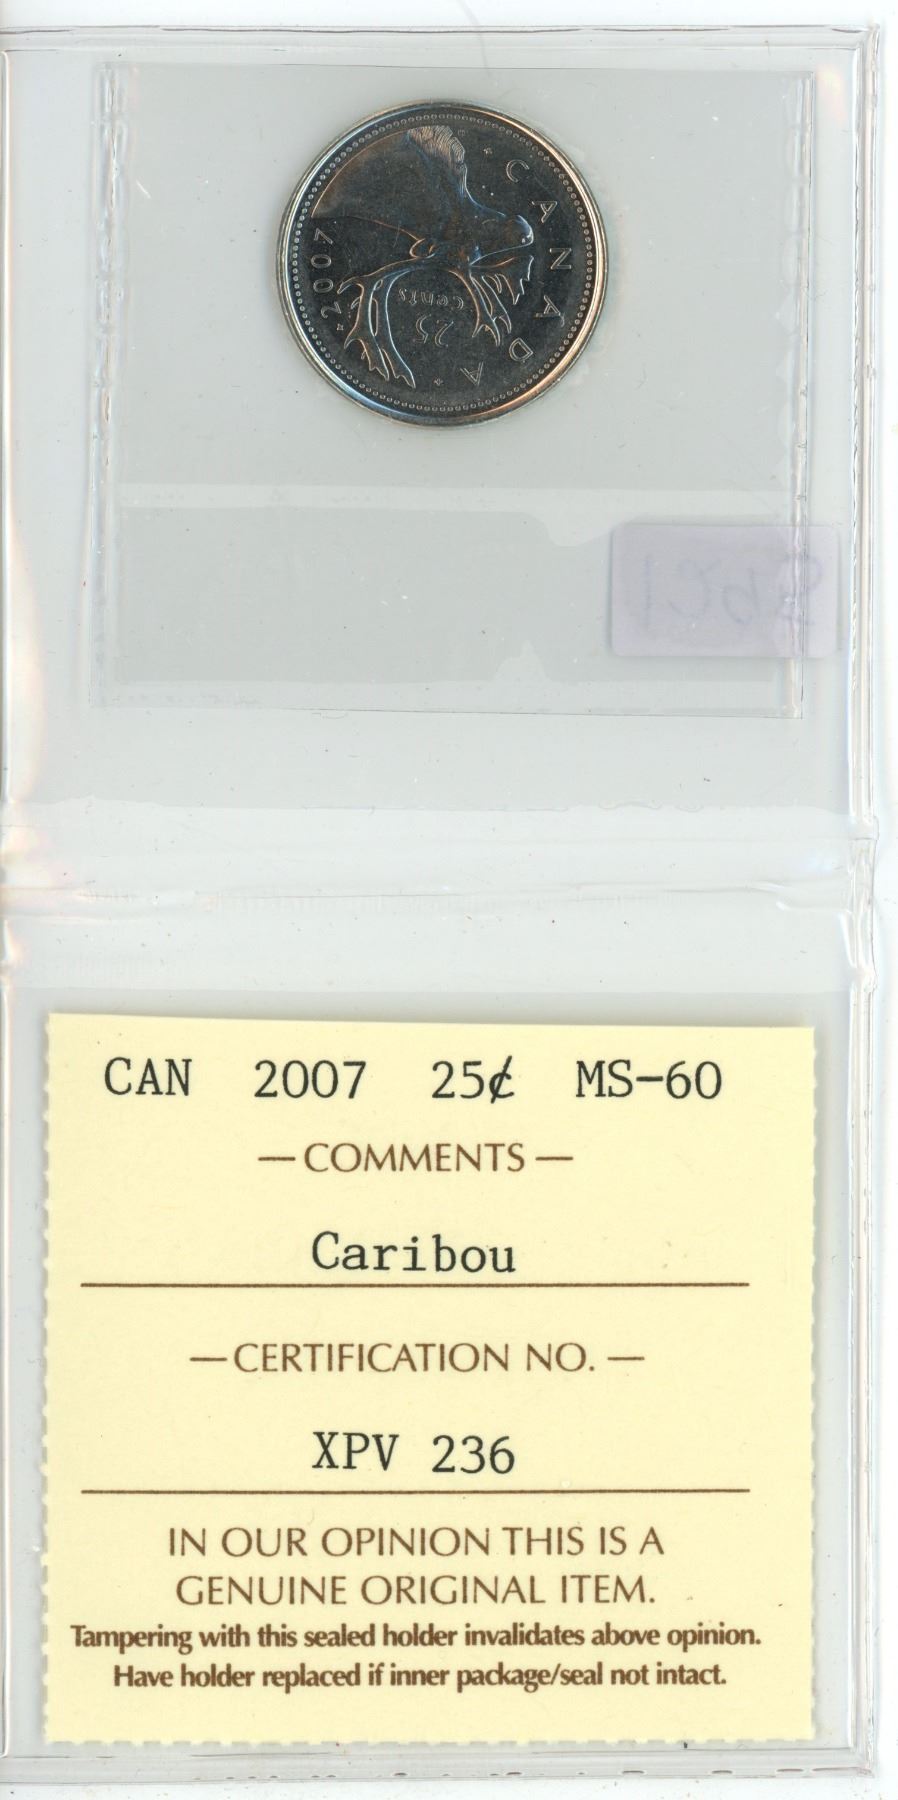 CANADA
25
cents
2007
1298
CAN 2007 25¢ MS-60
— COMMENTS —
Caribou
— CERTIFICATION NO. —
XPV 236
IN OUR OPINION THIS IS A
GENUINE ORIGINAL ITEM.
Tampering with this sealed holder invalidates above opinion.
Have holder replaced if inner package/seal not intact.